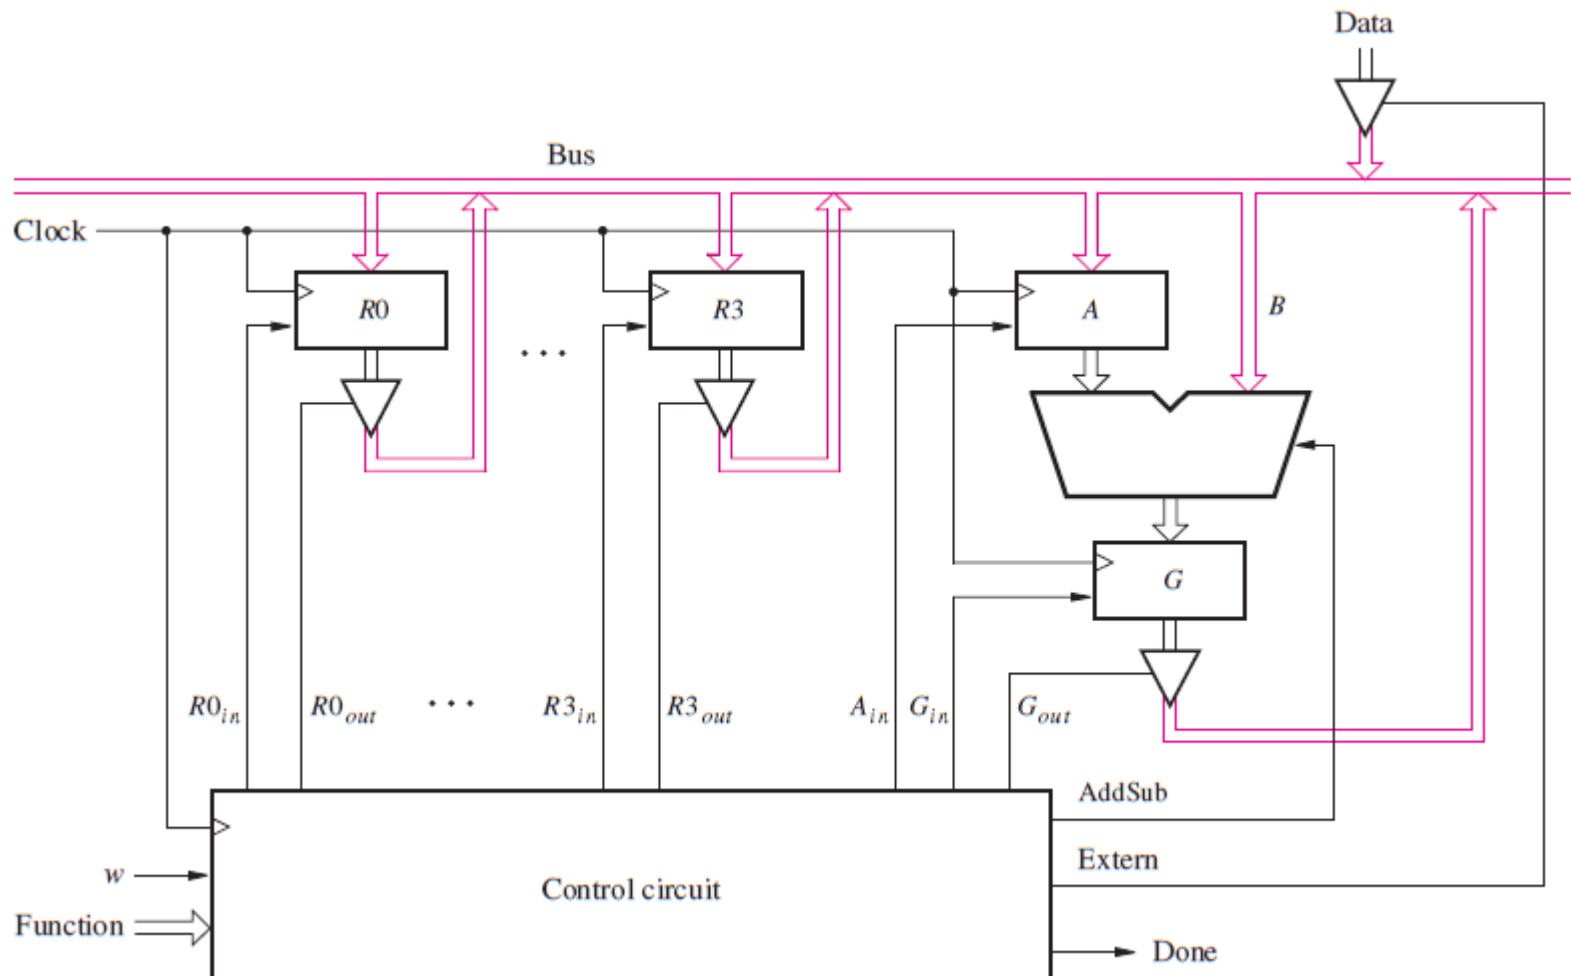 Data
Bus
Clock
R0
R3
A
B
. . .
G
R0in
R0out
. . .
R3in
R3out
Ain
Gin
Gout
AddSub
Extern
w
Control circuit
Function
Done